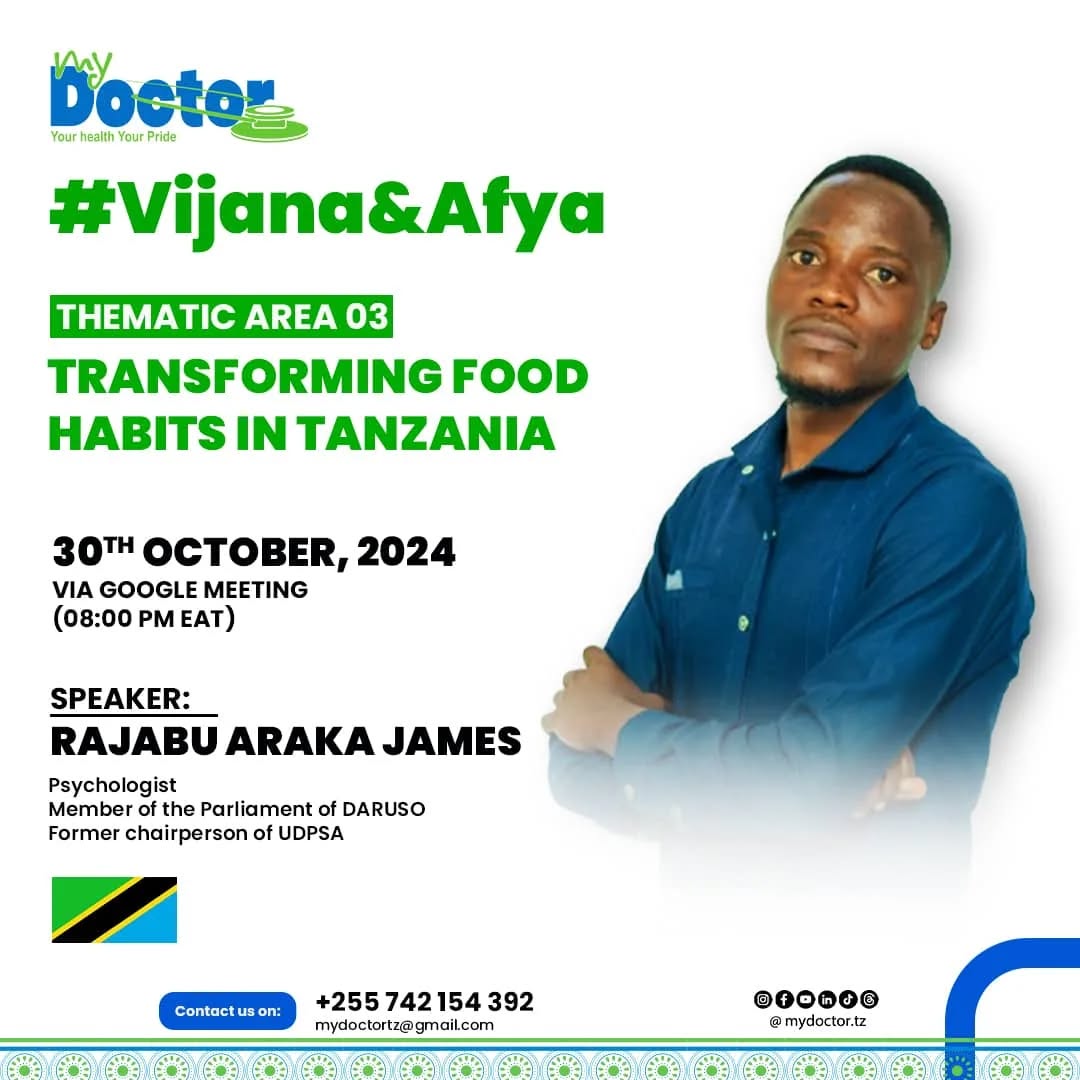 My
Doctor
Your health Your Pride
#Vijana&Afya
THEMATIC AREA 03
TRANSFORMING FOOD
HABITS IN TANZANIA
30TH OCTOBER, 2024
VIA GOOGLE MEETING
(08:00 PM EAT)
SPEAKER:
RAJABU ARAKA JAMES
Psychologist
Member of the Parliament of DARUSO
Former chairperson of UDPSA
Contact us on:
+255 742 154 392
mydoctortz@gmail.com
@ mydoctor.tz